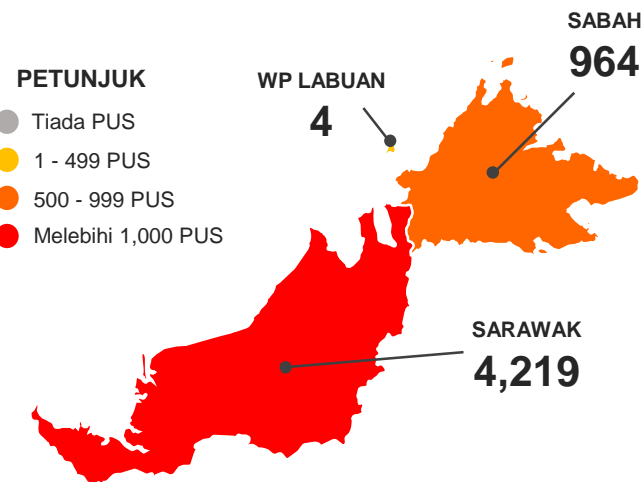 SABAH
964
PETUNJUK
WP LABUAN
4
Tiada PUS
1 - 499 PUS
500 - 999 PUS
Melebihi 1,000 PUS
SARAWAK
4,219